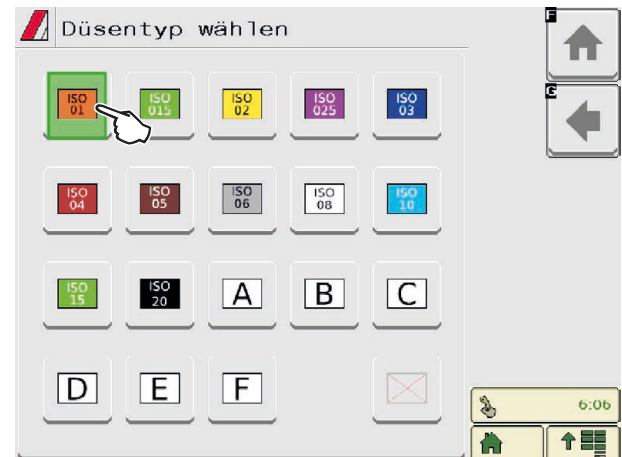 F
Düsentyp wählen
G
ISO 01
ISO 015
ISO 02
ISO 025
ISO 03
ISO 04
ISO 05
ISO 06
ISO 08
ISO 10
ISO 15
ISO 20
A
B
C
D
E
F
6:06